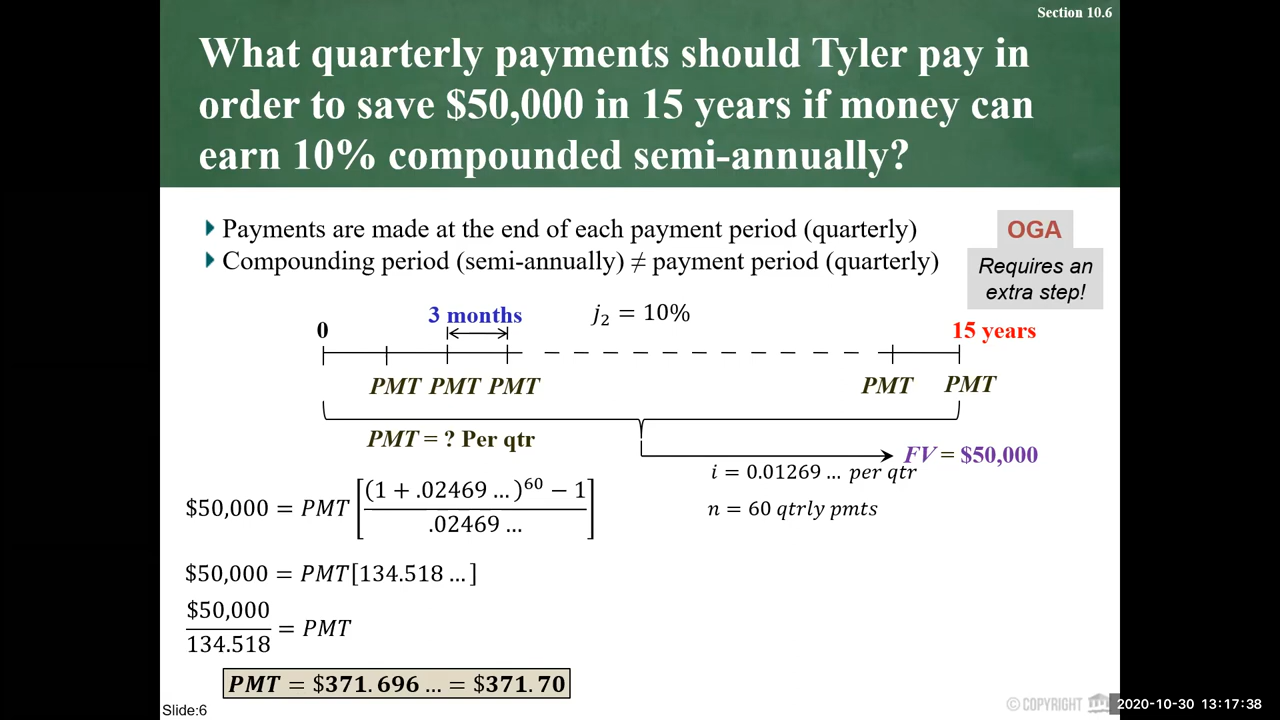 Section 10.6
What quarterly payments should Tyler pay in
order to save $50,000 in 15 years if money can
earn 10% compounded semi-annually?
Payments are made at the end of each payment period (quarterly)
Compounding period (semi-annually) ≠ payment period (quarterly)
OGA
Requires an
extra step!
0
3 months
j₂ = 10%
15 years
PMT PMT PMT
PMT
PMT
PMT = ? Per qtr
FV = $50,000
i = 0.01269 … per qtr
n = 60 qtrly pmts
$50,000 = PMT [(1 + .02469 …)⁶⁰ − 1
.02469 …]
$50,000 = PMT[134.518 …]
$50,000
134.518
= PMT
PMT = $371.696 … = $371.70
Slide:6
© COPYRIGHT
2020-10-30 13:17:38